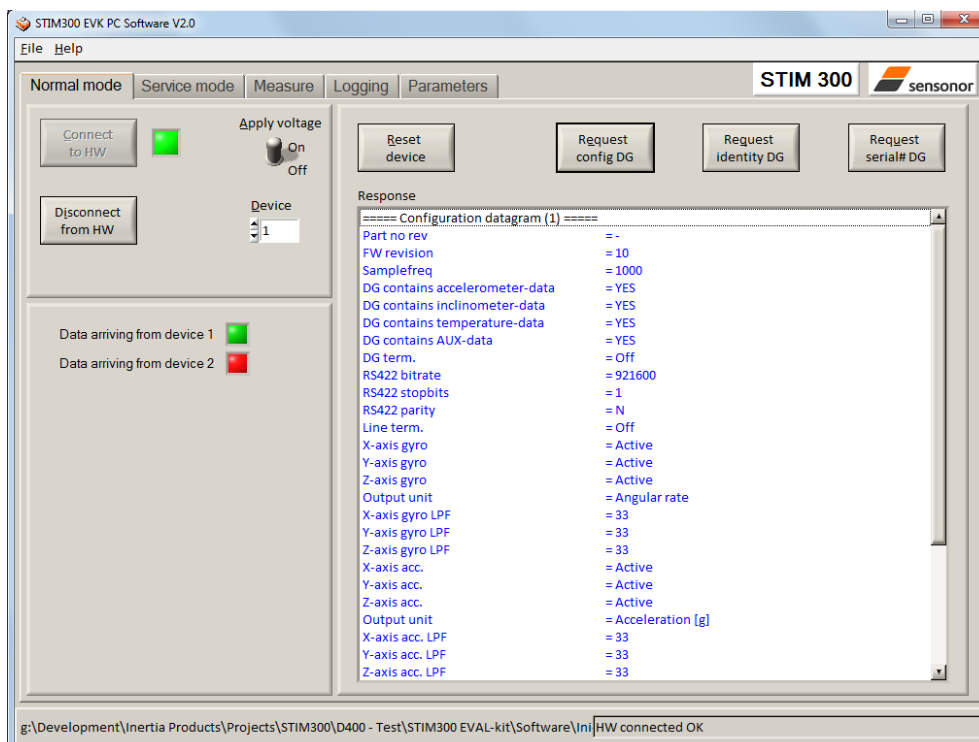 STIM300 EVK PC Software V2.0
File Help
Normal mode
Service mode
Measure
Logging
Parameters
STIM 300
sensonor
Connect
to HW
Apply voltage
On
Off
Disconnect
from HW
Device
1
Data arriving from device 1
Data arriving from device 2
Reset
device
Request
config DG
Request
identity DG
Request
serial# DG
Response
===== Configuration datagram (1) =====
Part no rev = -
FW revision = 10
Samplefreq = 1000
DG contains accelerometer-data = YES
DG contains inclinometer-data = YES
DG contains temperature-data = YES
DG contains AUX-data = YES
DG term. = Off
RS422 bitrate = 921600
RS422 stopbits = 1
RS422 parity = N
Line term. = Off
X-axis gyro = Active
Y-axis gyro = Active
Z-axis gyro = Active
Output unit = Angular rate
X-axis gyro LPF = 33
Y-axis gyro LPF = 33
Z-axis gyro LPF = 33
X-axis acc. = Active
Y-axis acc. = Active
Z-axis acc. = Active
Output unit = Acceleration [g]
X-axis acc. LPF = 33
Y-axis acc. LPF = 33
Z-axis acc. LPF = 33
g:\Development\Inertia Products\Projects\STIM300\D400 - Test\STIM300 EVAL-kit\Software\Ini HW connected OK